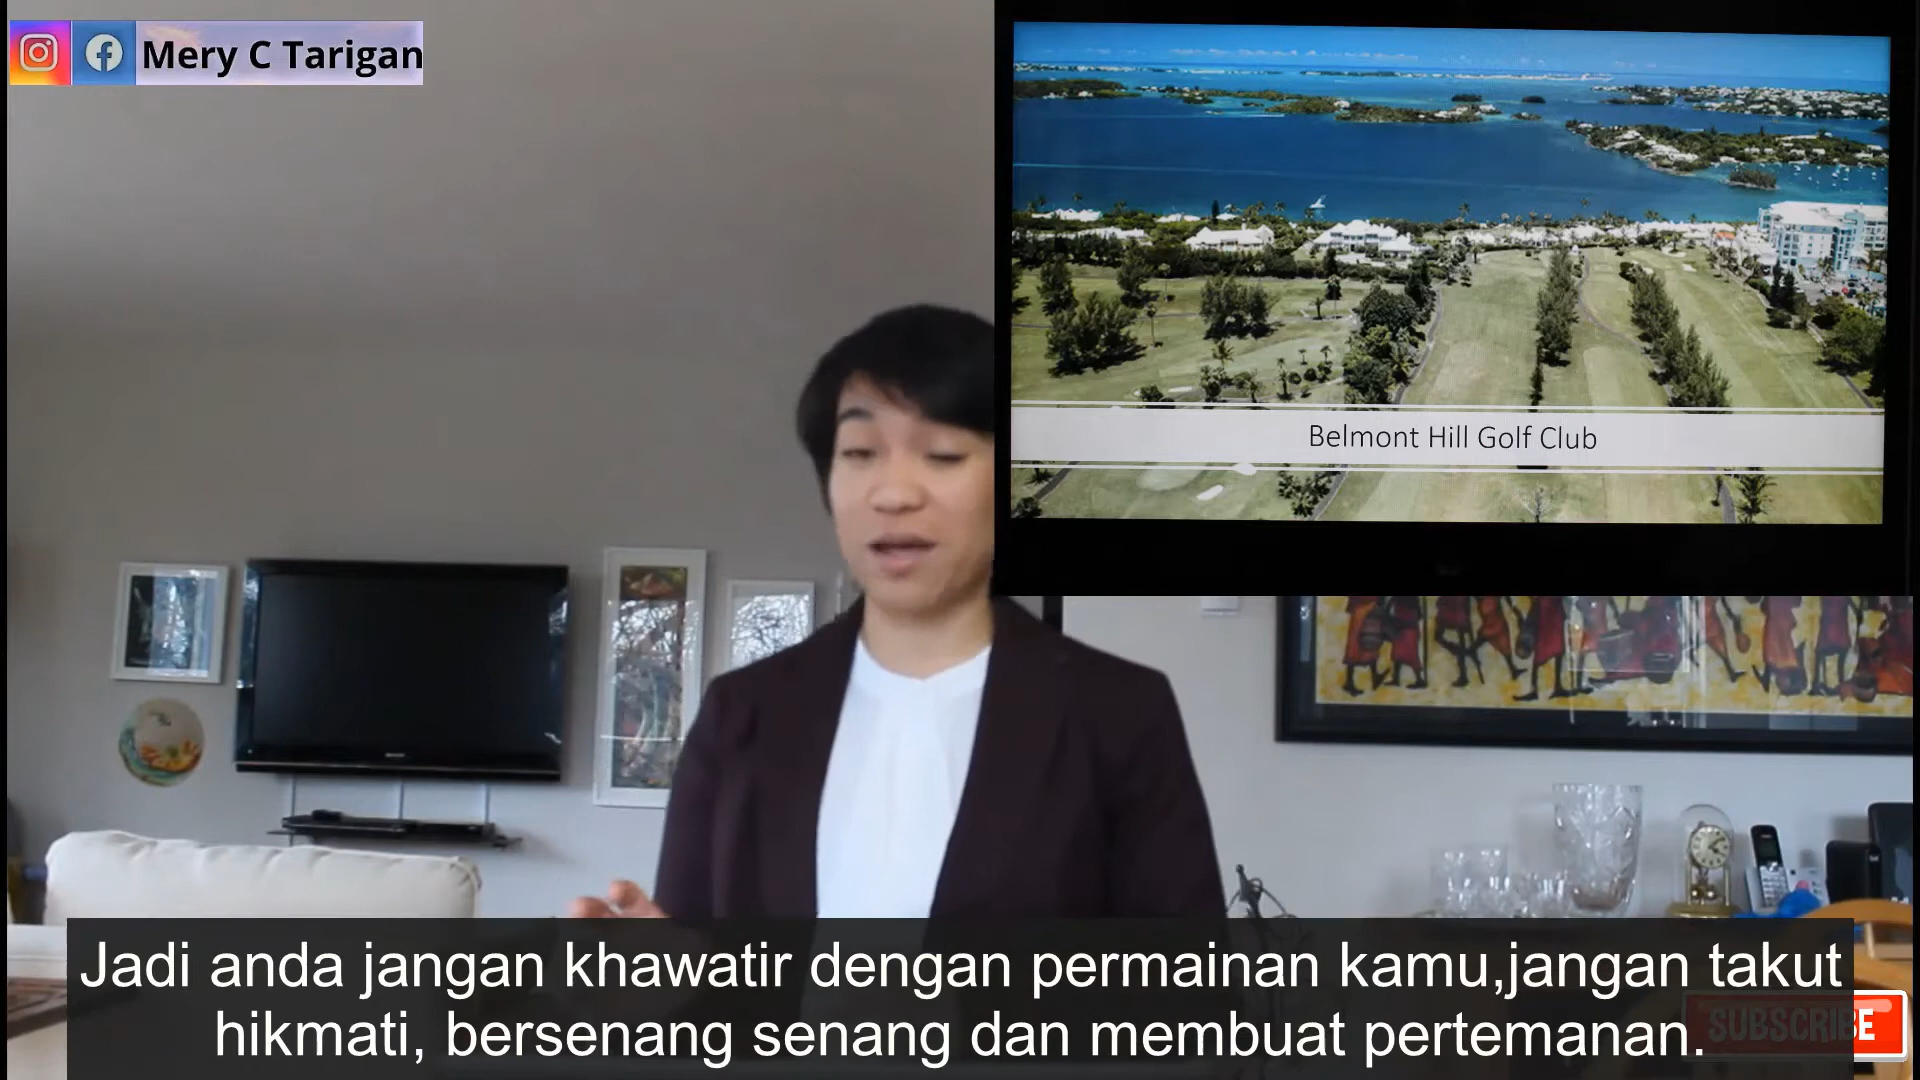 Mery C Tarigan
Belmont Hill Golf Club
Jadi anda jangan khawatir dengan permainan kamu,jangan takut
hikmati, bersenang senang dan membuat pertemanan.
SUBSCRIBE